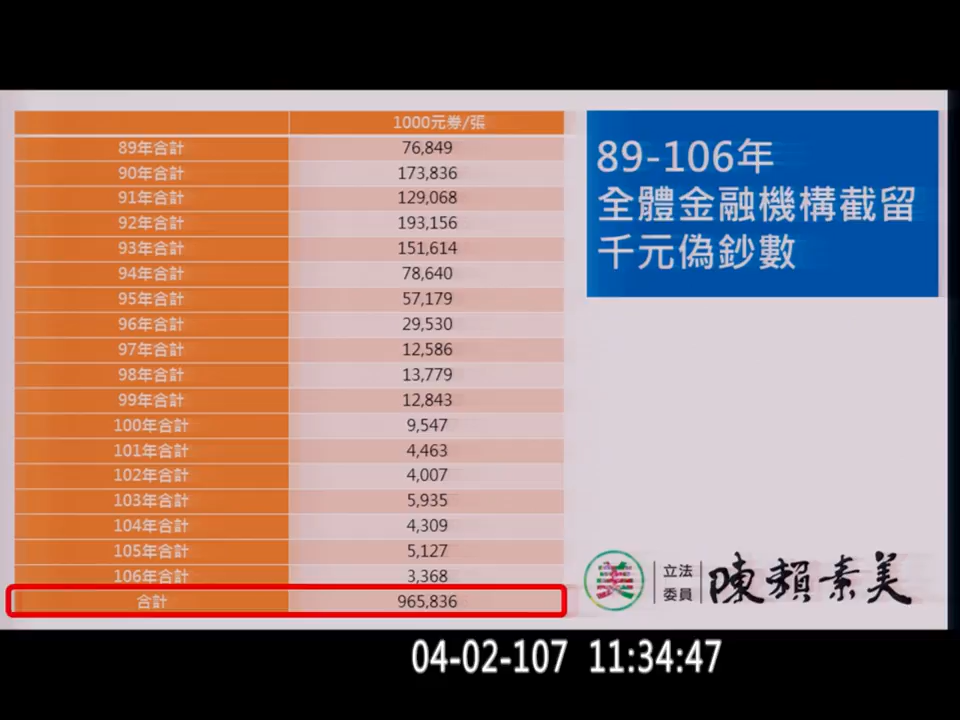 1000元券/張
89年合計 76,849
90年合計 173,836
91年合計 129,068
92年合計 193,156
93年合計 151,614
94年合計 78,640
95年合計 57,179
96年合計 29,530
97年合計 12,586
98年合計 13,779
99年合計 12,843
100年合計 9,547
101年合計 4,463
102年合計 4,007
103年合計 5,935
104年合計 4,309
105年合計 5,127
106年合計 3,368
合計 965,836
89-106年
全體金融機構截留
千元偽鈔數
美
立法
委員
陳賴素美
04-02-107 11:34:47